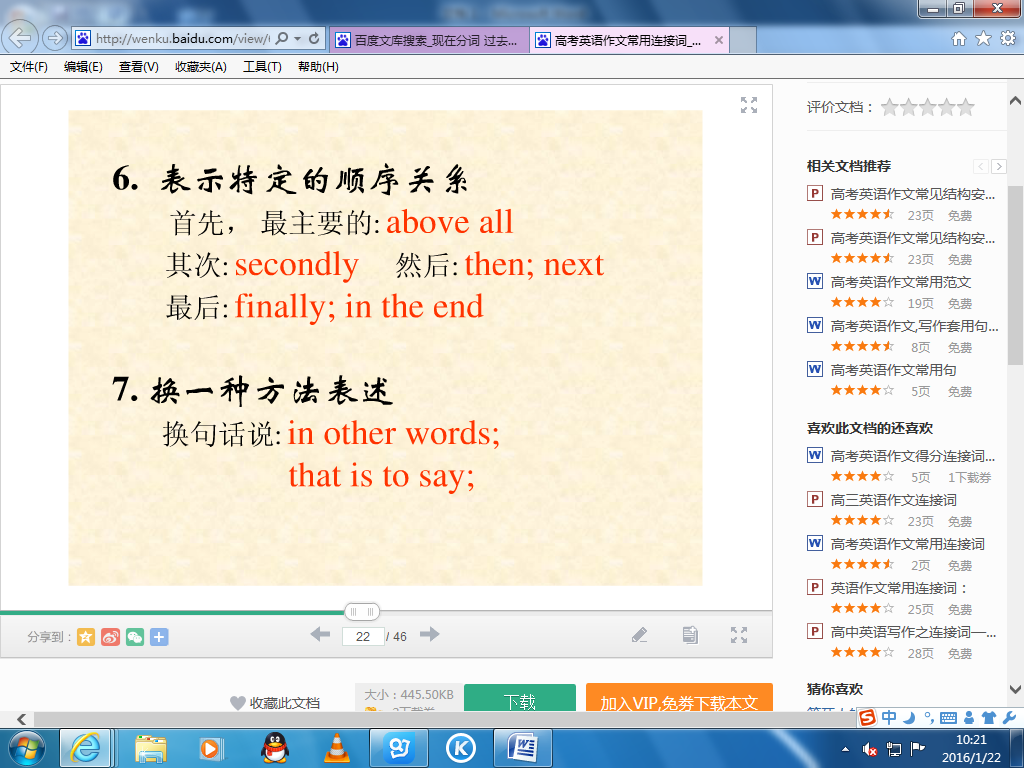 http://wenku.baidu.com/view/
百度文库搜索_现在分词 过去...
高考英语作文常用连接词_...
文件(F) 编辑(E) 查看(V) 收藏夹(A) 工具(T) 帮助(H)
6. 表示特定的顺序关系
首先， 最主要的: above all
其次: secondly 然后: then; next
最后: finally; in the end
7. 换一种方法表述
换句话说: in other words;
that is to say;
分享到：
22 / 46
收藏此文档
大小：445.50KB
下载
加入VIP,免券下载本文
评价文档：
相关文档推荐
高考英语作文常见结构安...
23页 免费
高考英语作文常见结构安...
23页 免费
高考英语作文常用范文
19页 免费
高考英语作文,写作套用句...
8页 免费
高考英语作文常用句
5页 免费
喜欢此文档的还喜欢
高考英语作文得分连接词...
5页 1下载券
高三英语作文连接词
23页 免费
高考英语作文常用连接词
2页 免费
英语作文常用连接词：
25页 免费
高中英语写作之连接词—...
28页 免费
猜你喜欢
中
10:21
2016/1/22